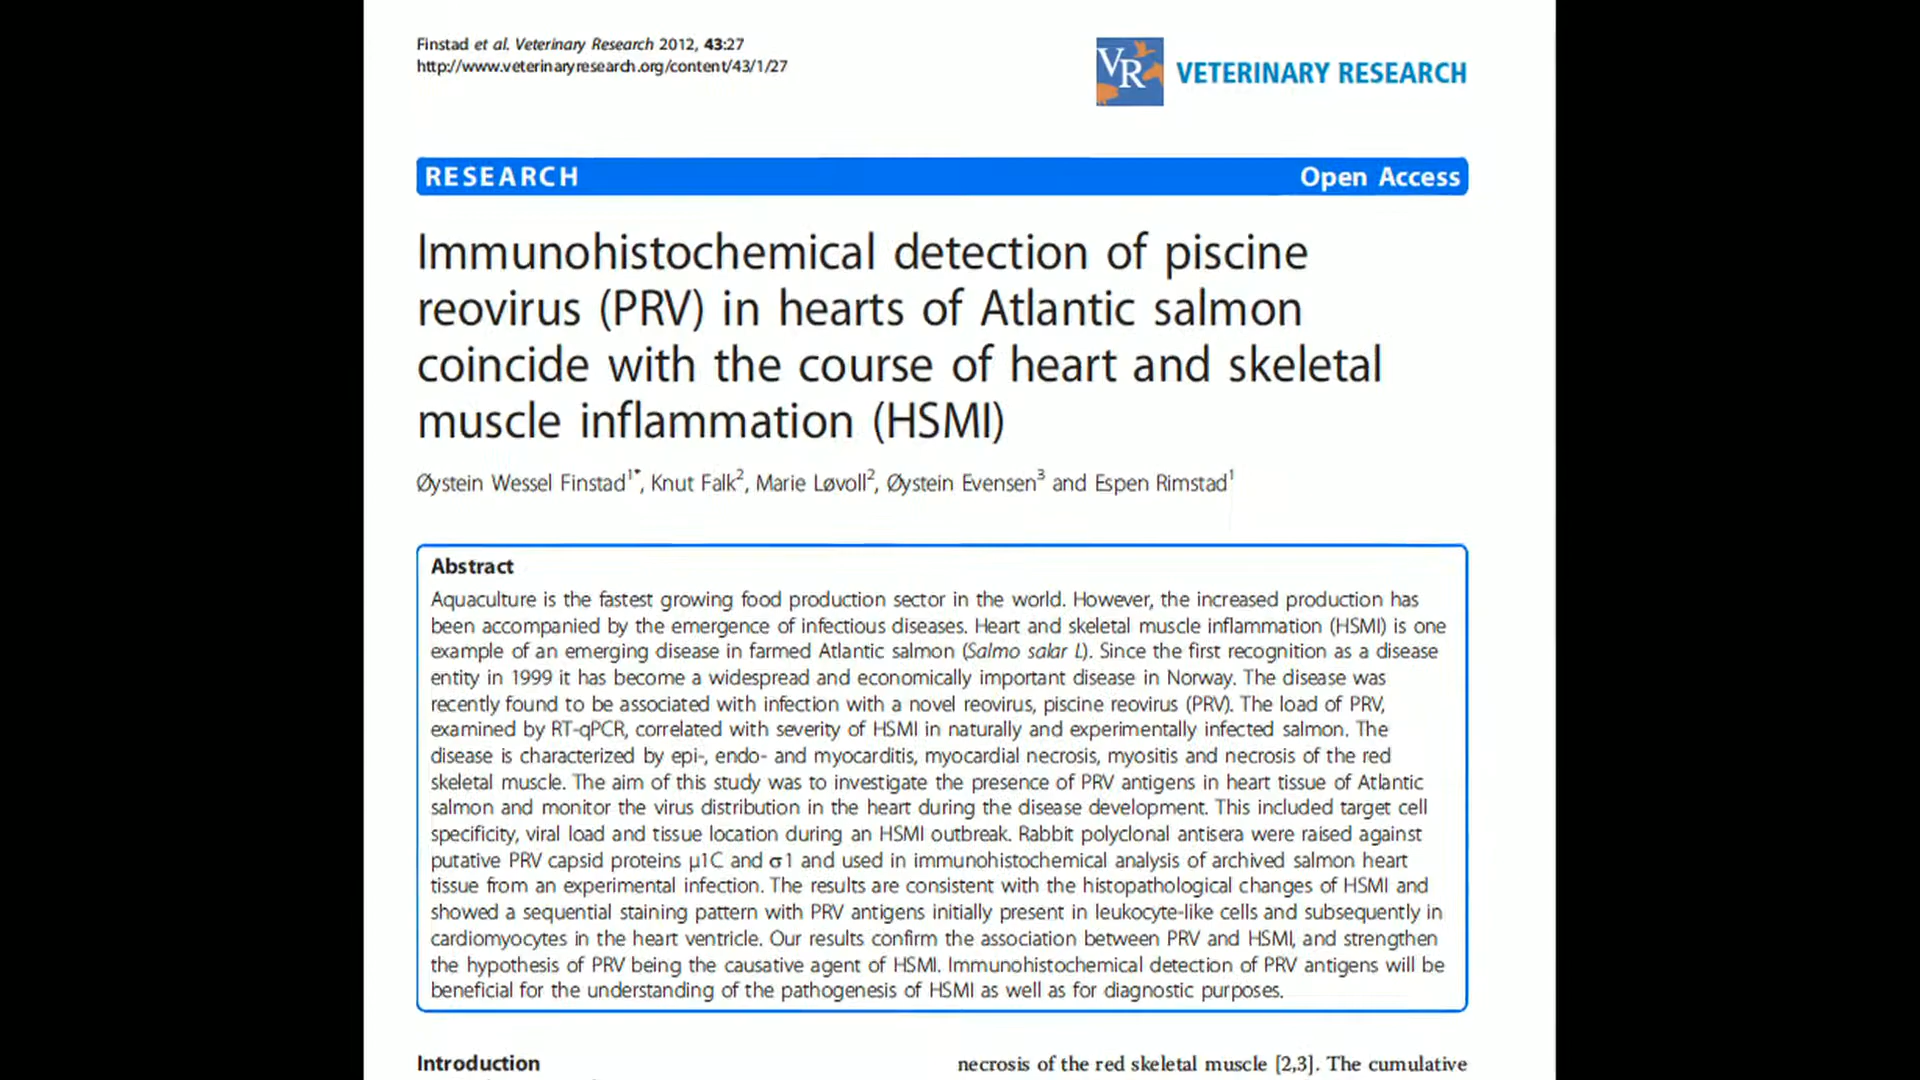 Finstad et al. Veterinary Research 2012, 43:27
http://www.veterinaryresearch.org/content/43/1/27
VR VETERINARY RESEARCH
RESEARCH Open Access
Immunohistochemical detection of piscine
reovirus (PRV) in hearts of Atlantic salmon
coincide with the course of heart and skeletal
muscle inflammation (HSMI)
Øystein Wessel Finstad1*, Knut Falk2, Marie Løvoll2, Øystein Evensen3 and Espen Rimstad1
Abstract
Aquaculture is the fastest growing food production sector in the world. However, the increased production has
been accompanied by the emergence of infectious diseases. Heart and skeletal muscle inflammation (HSMI) is one
example of an emerging disease in farmed Atlantic salmon (Salmo salar L). Since the first recognition as a disease
entity in 1999 it has become a widespread and economically important disease in Norway. The disease was
recently found to be associated with infection with a novel reovirus, piscine reovirus (PRV). The load of PRV,
examined by RT-qPCR, correlated with severity of HSMI in naturally and experimentally infected salmon. The
disease is characterized by epi-, endo- and myocarditis, myocardial necrosis, myositis and necrosis of the red
skeletal muscle. The aim of this study was to investigate the presence of PRV antigens in heart tissue of Atlantic
salmon and monitor the virus distribution in the heart during the disease development. This included target cell
specificity, viral load and tissue location during an HSMI outbreak. Rabbit polyclonal antisera were raised against
putative PRV capsid proteins μ1C and σ1 and used in immunohistochemical analysis of archived salmon heart
tissue from an experimental infection. The results are consistent with the histopathological changes of HSMI and
showed a sequential staining pattern with PRV antigens initially present in leukocyte-like cells and subsequently in
cardiomyocytes in the heart ventricle. Our results confirm the association between PRV and HSMI, and strengthen
the hypothesis of PRV being the causative agent of HSMI. Immunohistochemical detection of PRV antigens will be
beneficial for the understanding of the pathogenesis of HSMI as well as for diagnostic purposes.
Introduction
necrosis of the red skeletal muscle [2,3]. The cumulative